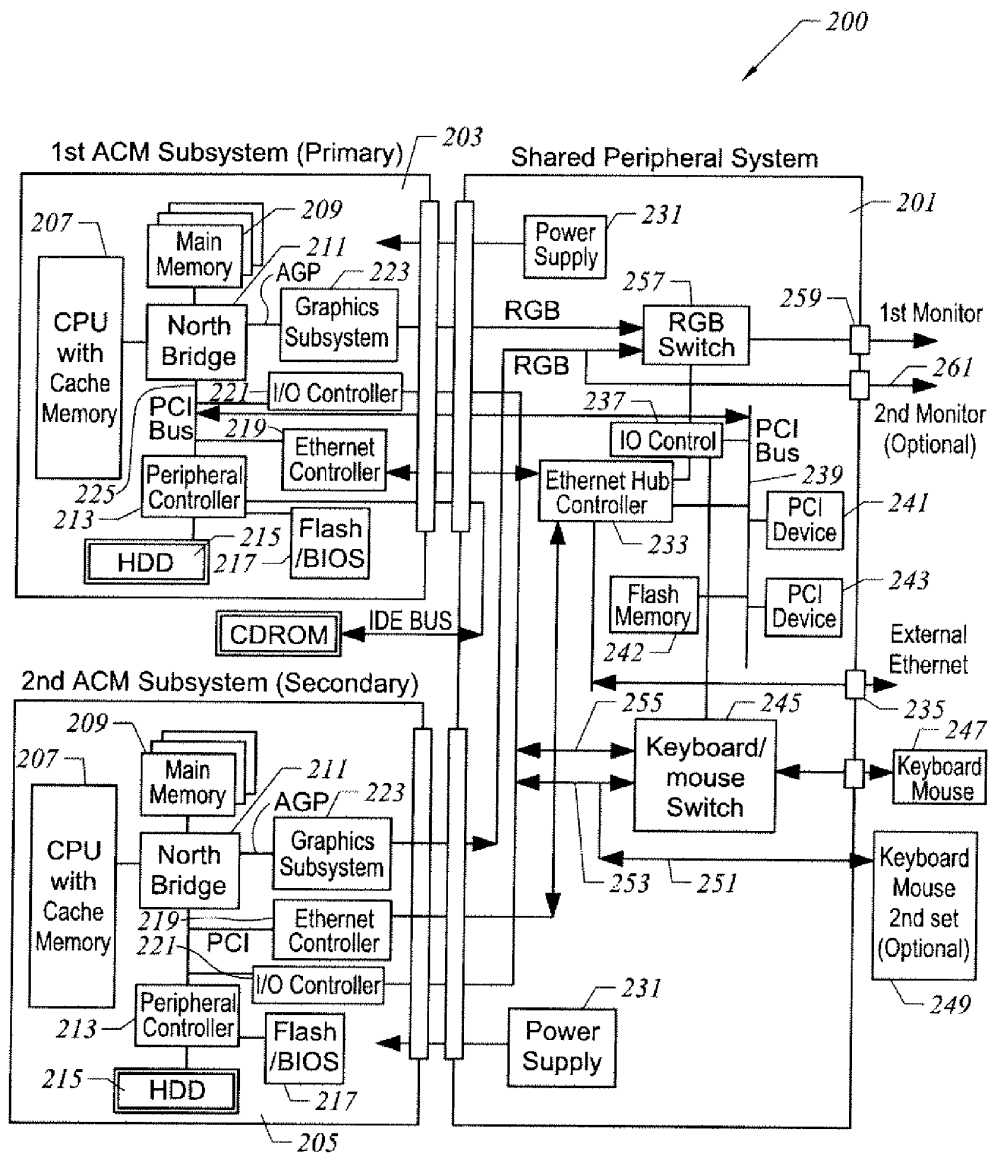 200
1st ACM Subsystem (Primary)
203
Shared Peripheral System
201
207
209
Main
Memory
211
AGP
223
CPU
with
Cache
Memory
North
Bridge
Graphics
Subsystem
221
I/O Controller
PCI
Bus
219
Ethernet
Controller
225
Peripheral
Controller
213
215
HDD
217
Flash
/BIOS
231
Power
Supply
257
RGB
RGB
Switch
RGB
259
1st Monitor
261
2nd Monitor
(Optional)
237
IO Control
PCI
Bus
239
Ethernet Hub
Controller
233
241
PCI
Device
243
PCI
Device
Flash
Memory
242
External
Ethernet
235
CDROM
IDE BUS
2nd ACM Subsystem (Secondary)
209
Main
Memory
207
211
AGP
223
CPU
with
Cache
Memory
North
Bridge
Graphics
Subsystem
219
Ethernet
Controller
PCI
221
I/O Controller
Peripheral
Controller
213
Flash
/BIOS
215
HDD
217
205
255
245
Keyboard/
mouse
Switch
247
Keyboard
Mouse
253
251
Keyboard
Mouse
2nd set
(Optional)
249
231
Power
Supply